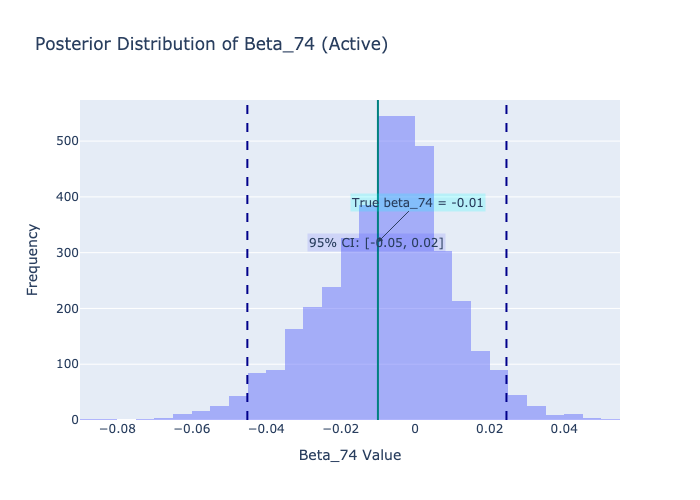 Posterior Distribution of Beta_74 (Active)
500
400
300
200
100
0
Frequency
True beta_74 = -0.01
95% CI: [-0.05, 0.02]
−0.08
−0.06
−0.04
−0.02
0
0.02
0.04
Beta_74 Value